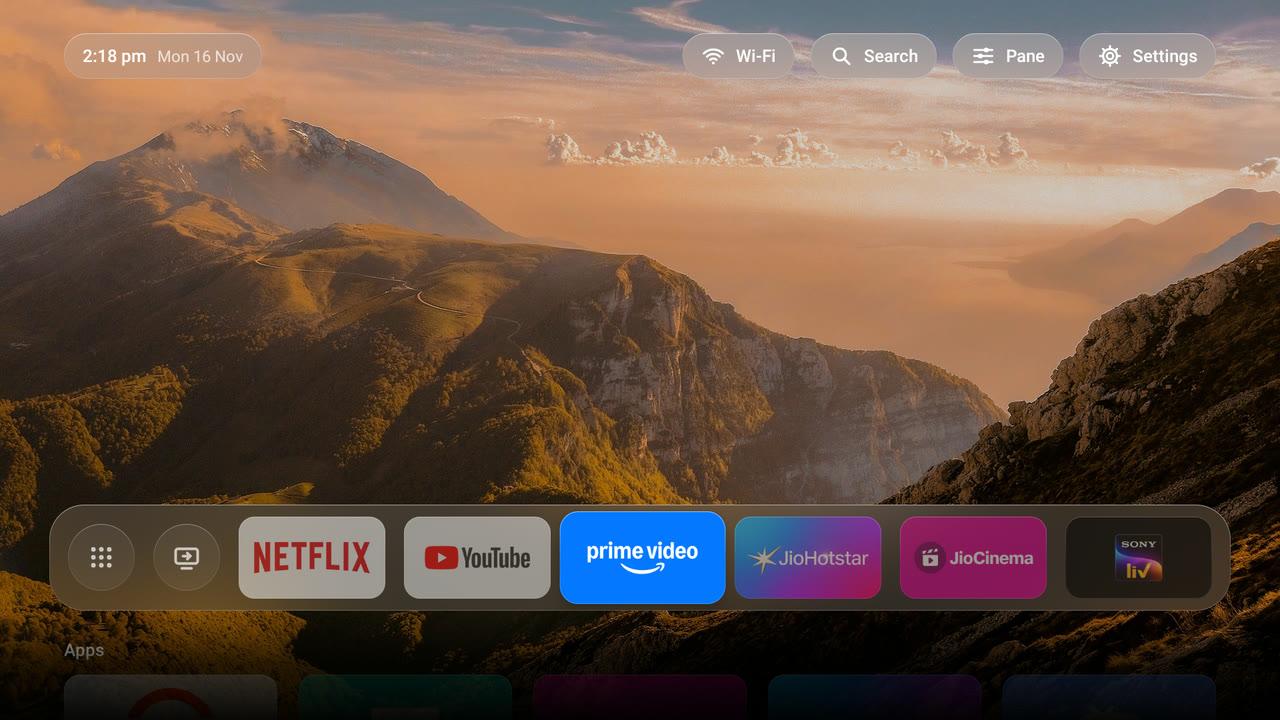 2:18 pm Mon 16 Nov
Wi-Fi
Search
Pane
Settings
NETFLIX
YouTube
prime video
JioHotstar
JioCinema
SONY
liv
Apps